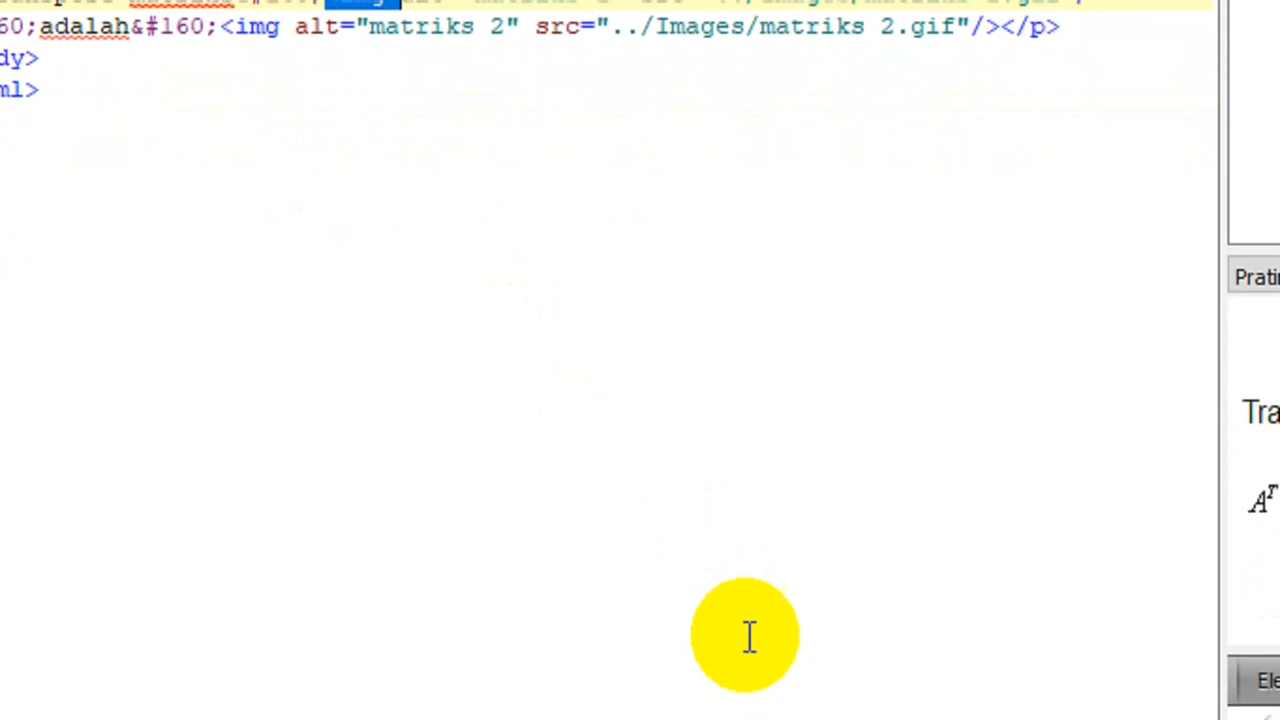 60;adalah&#160;<img alt="matriks 2" src="../Images/matriks 2.gif"/></p>
dy>
ml>
Prati
Tra
A^T
Ele